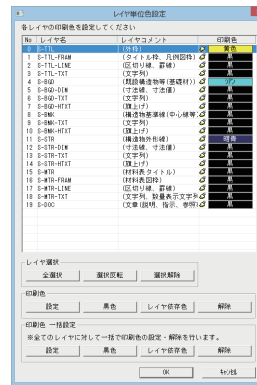 レイヤ単位色設定
各レイヤの印刷色を設定してください
No レイヤ名 レイヤコメント 印刷色
0 S-TTL (外枠) 黄色
1 S-TTL-FRAM (タイトル枠、凡例図枠) 黒
2 S-TTL-LINE (区切り線、罫線) 黒
3 S-TTL-TXT (文字列) 黒
4 S-BGD (既設構造物等(基礎材)) シアン
5 S-BGD-DIM (寸法線、寸法値) 黒
6 S-BGD-TXT (文字列) 黒
7 S-BGD-HTXT (旗上げ) 黒
8 S-BMK (構造物基準線(中心線等) 黒
9 S-BMK-TXT (文字列) 黒
10 S-BMK-HTXT (旗上げ) 黒
11 S-STR (構造物外形線) 暗青
12 S-STR-DIM (寸法線、寸法値) 黒
13 S-STR-TXT (文字列) 黒
14 S-STR-HTXT (旗上げ) 黒
15 S-MTR (材料表タイトル) 黒
16 S-MTR-FRAM (材料表図枠) 黒
17 S-MTR-LINE (区切り線、罫線) 黒
18 S-MTR-TXT (文字列、数量表示文字列 黒
19 S-DOC (文章(説明、指示、参照) 黒
レイヤ選択
全選択 選択反転 選択解除
印刷色
設定 黒色 レイヤ依存色 解除
印刷色 一括設定
※全てのレイヤに対して一括で印刷色の設定・解除を行います。
設定 黒色 レイヤ依存色 解除
OK キャンセル